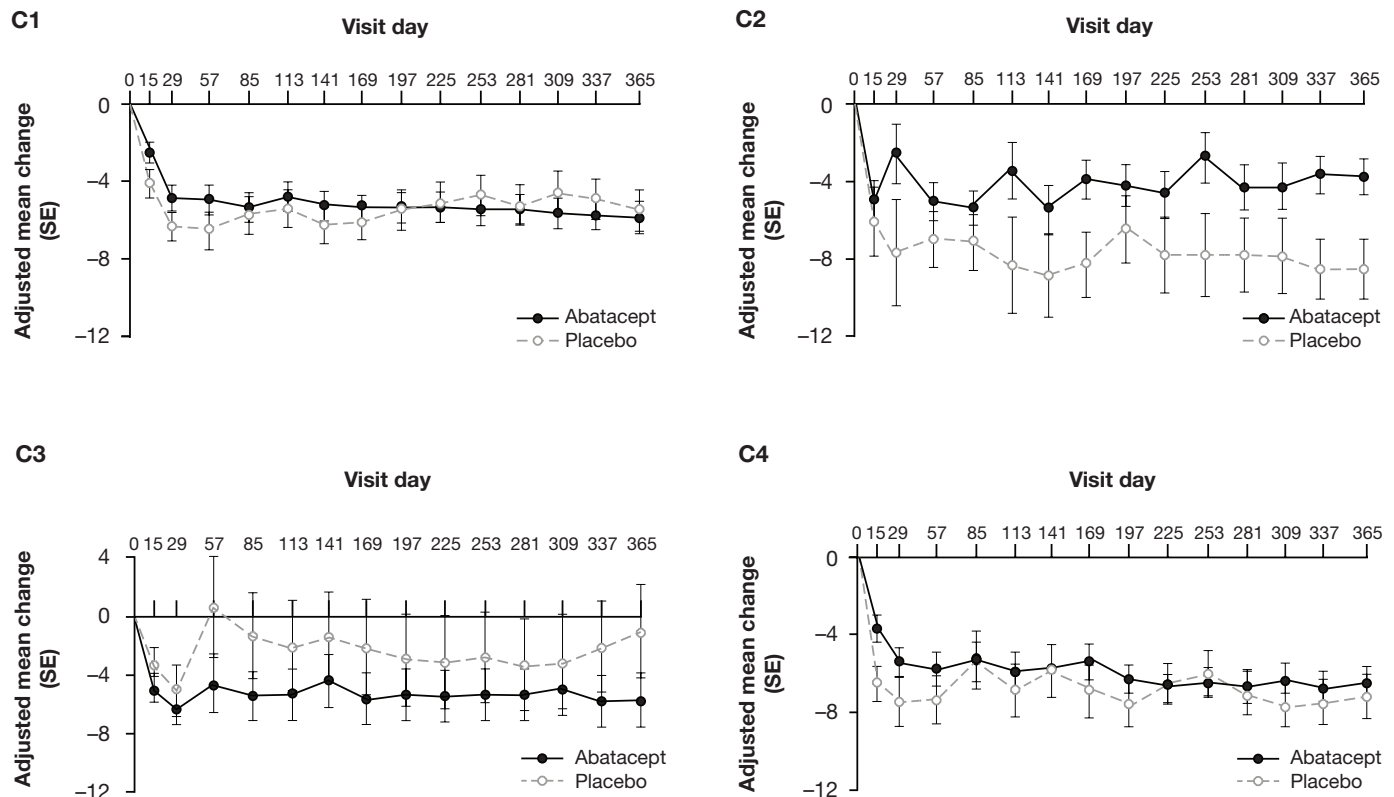 C1
Visit day
0 15 29 57 85 113 141 169 197 225 253 281 309 337 365
0
−4
−8
−12
Adjusted mean change
(SE)
Abatacept
Placebo
C2
Visit day
0 15 29 57 85 113 141 169 197 225 253 281 309 337 365
0
−4
−8
−12
Adjusted mean change
(SE)
Abatacept
Placebo
C3
Visit day
0 15 29 57 85 113 141 169 197 225 253 281 309 337 365
4
0
−4
−8
−12
Adjusted mean change
(SE)
Abatacept
Placebo
C4
Visit day
0 15 29 57 85 113 141 169 197 225 253 281 309 337 365
0
−4
−8
−12
Adjusted mean change
(SE)
Abatacept
Placebo